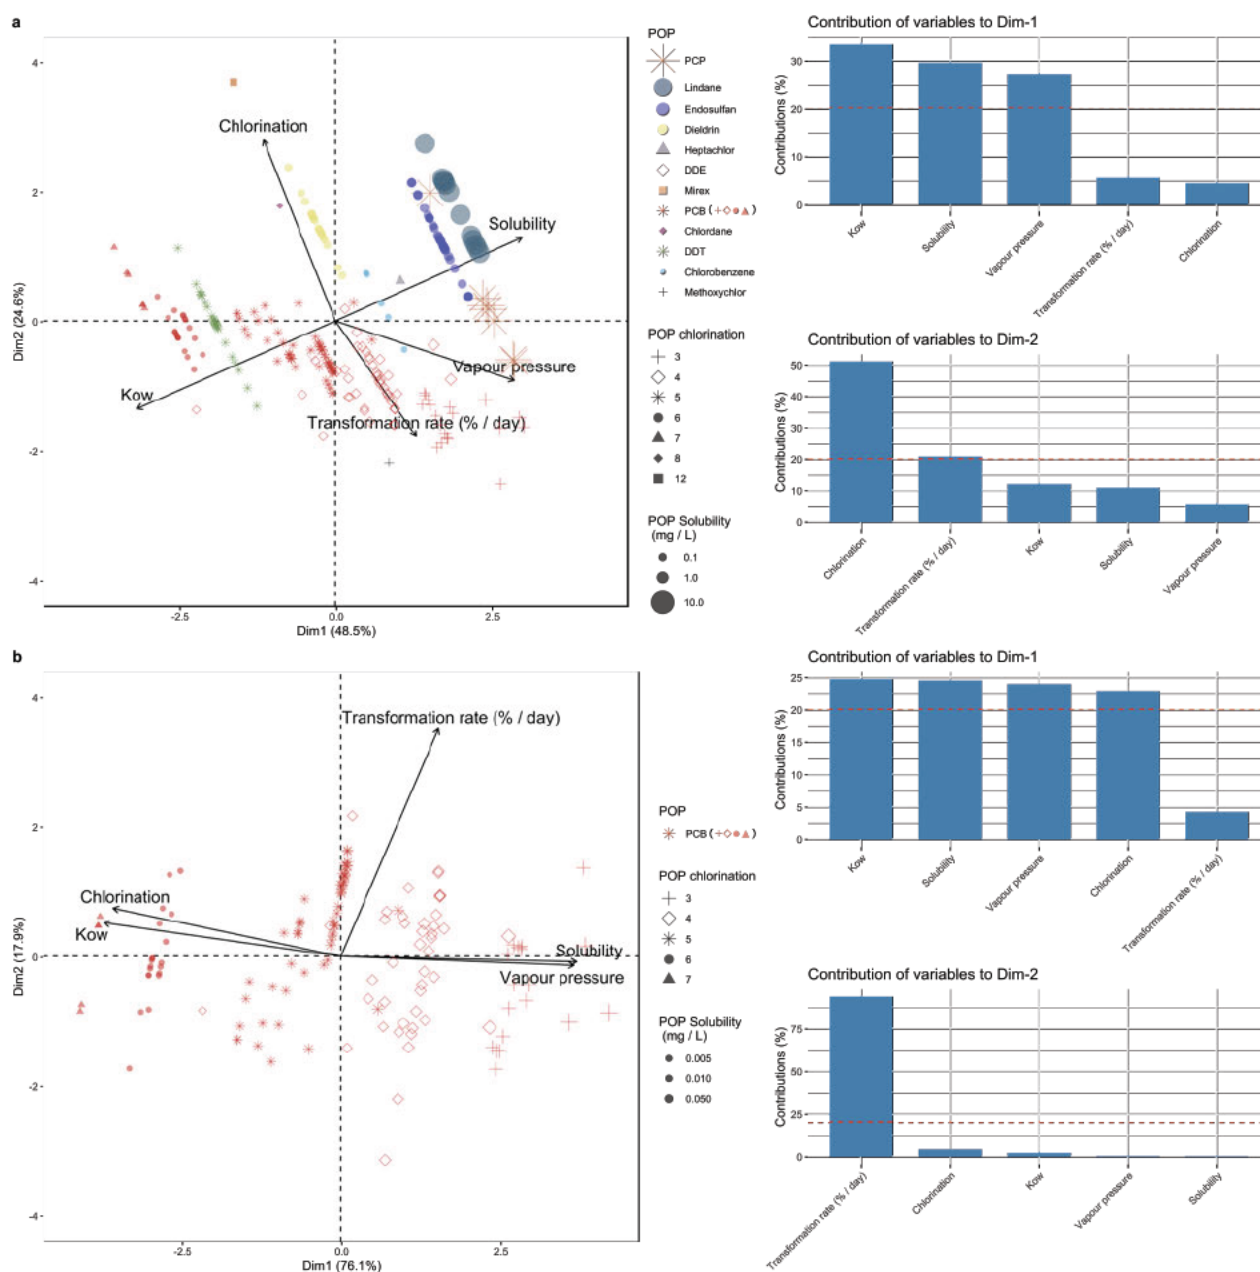 a
4
2
0
-2
-4
Dim2 (24.6%)
Chlorination
Solubility
Vapour pressure
Kow
Transformation rate (% / day)
-2.5
0.0
2.5
Dim1 (48.5%)
POP
PCP
Lindane
Endosulfan
Dieldrin
Heptachlor
DDE
Mirex
PCB (+◇●▲)
Chlordane
DDT
Chlorobenzene
Methoxychlor
POP chlorination
3
4
5
6
7
8
12
POP Solubility
(mg / L)
0.1
1.0
10.0
Contribution of variables to Dim-1
Contributions (%)
30
20
10
0
Kow
Solubility
Vapour pressure
Transformation rate (% / day)
Chlorination
Contribution of variables to Dim-2
Contributions (%)
50
40
30
20
10
0
Chlorination
Transformation rate (% / day)
Kow
Solubility
Vapour pressure
b
4
2
0
-2
-4
Dim2 (17.9%)
Transformation rate (% / day)
Chlorination
Kow
Solubility
Vapour pressure
-2.5
0.0
2.5
Dim1 (76.1%)
POP
PCB (+◇●▲)
POP chlorination
3
4
5
6
7
POP Solubility
(mg / L)
0.005
0.010
0.050
Contribution of variables to Dim-1
Contributions (%)
25
20
15
10
5
0
Kow
Solubility
Vapour pressure
Chlorination
Transformation rate (% / day)
Contribution of variables to Dim-2
Contributions (%)
75
50
25
0
Transformation rate (% / day)
Chlorination
Kow
Vapour pressure
Solubility